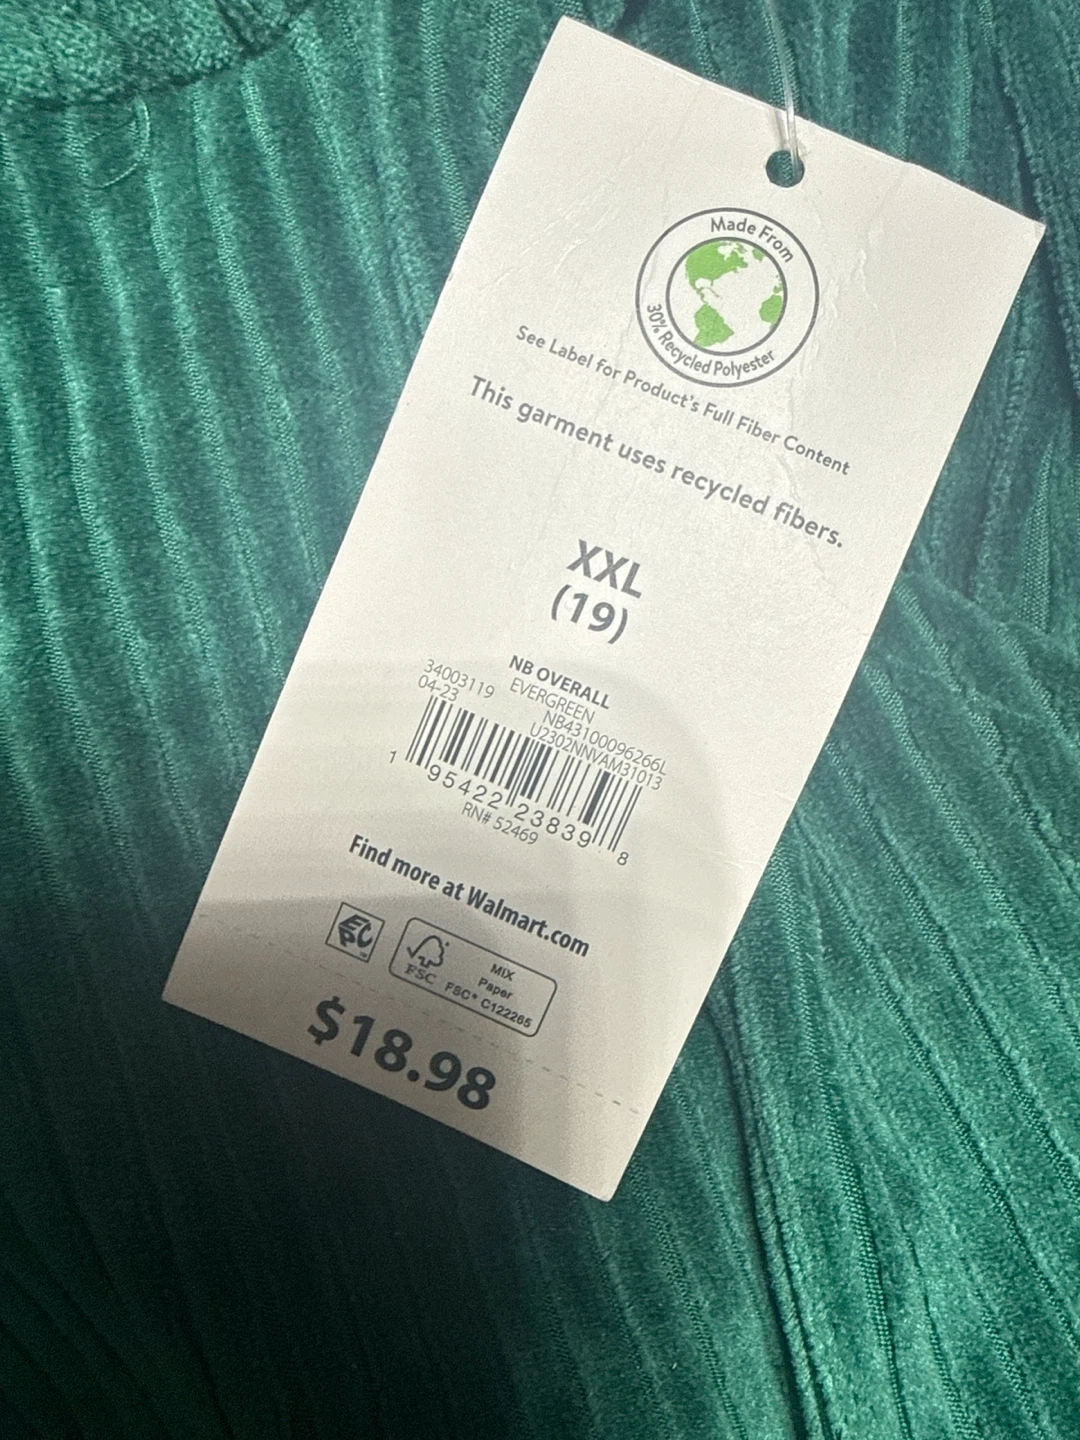 Made From
30% Recycled Polyester
See Label for Product's Full Fiber Content
This garment uses recycled fibers.
XXL
(19)
NB OVERALL
34003119 EVERGREEN
04-23 NB43100096266L
U2302NNVAM31013
1 95422 23839 8
RN# 52469
Find more at Walmart.com
EPC™
FSC
MIX
Paper
FSC® C122265
$18.98